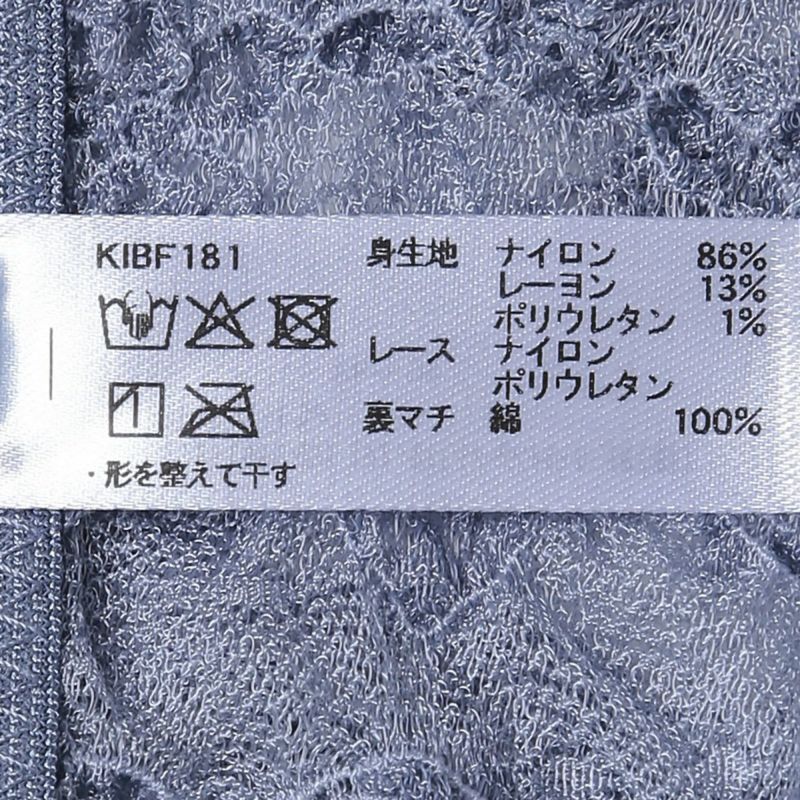 KIBF181
身生地 ナイロン 86%
レーヨン 13%
ポリウレタン 1%
レース ナイロン
ポリウレタン
裏マチ 綿 100%
・形を整えて干す